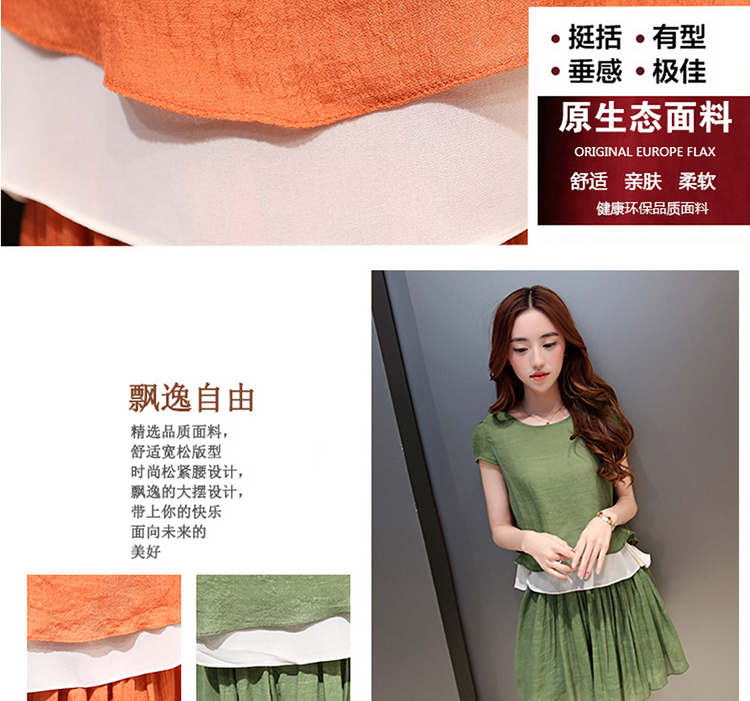 • 挺括 • 有型
• 垂感 • 极佳
原生态面料
ORIGINAL EUROPE FLAX
舒适 亲肤 柔软
健康环保品质面料
飘逸自由
精选品质面料，
舒适宽松版型
时尚松紧腰设计，
飘逸的大摆设计，
带上你的快乐
面向未来的
美好